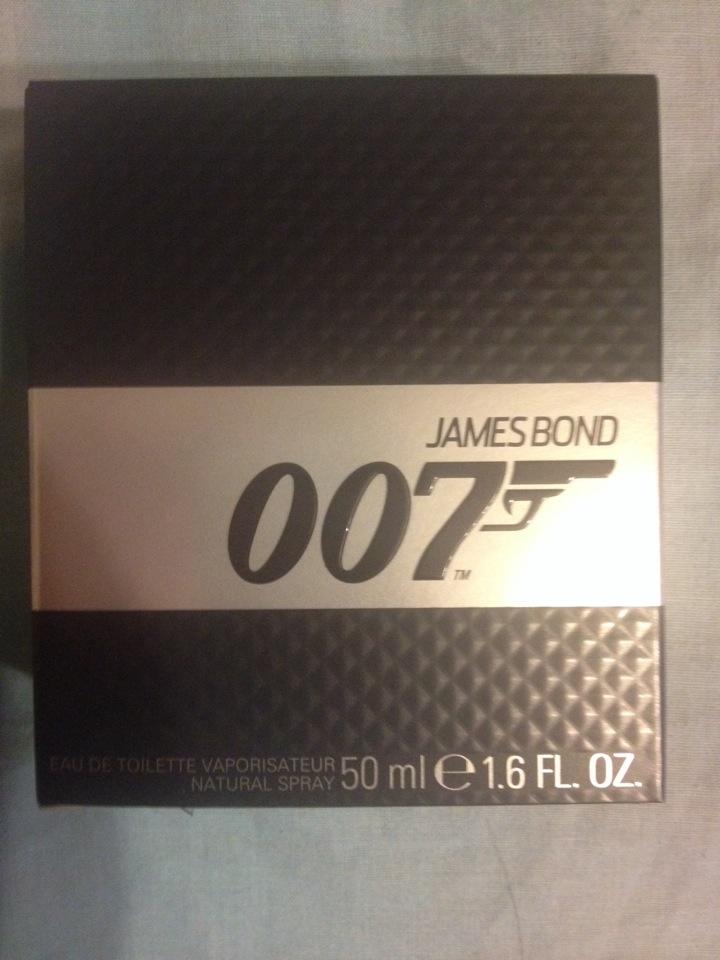 JAMES BOND
007
TM
EAU DE TOILETTE VAPORISATEUR
NATURAL SPRAY 50 ml ℮ 1.6 FL. OZ.